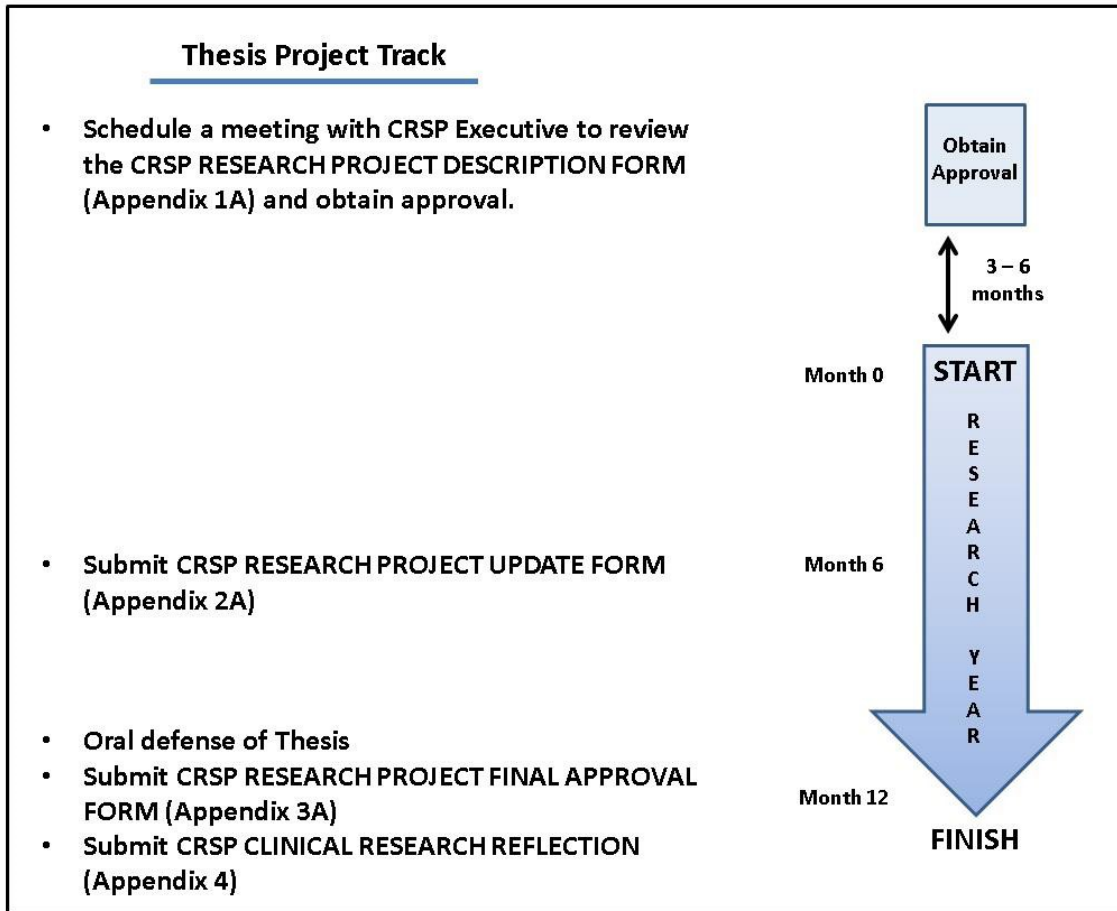 Thesis Project Track
• Schedule a meeting with CRSP Executive to review
the CRSP RESEARCH PROJECT DESCRIPTION FORM
(Appendix 1A) and obtain approval.
Obtain
Approval
3 – 6
months
Month 0
START
R
E
S
E
A
R
C
H
Y
E
A
R
• Submit CRSP RESEARCH PROJECT UPDATE FORM
(Appendix 2A)
Month 6
• Oral defense of Thesis
• Submit CRSP RESEARCH PROJECT FINAL APPROVAL
FORM (Appendix 3A)
• Submit CRSP CLINICAL RESEARCH REFLECTION
(Appendix 4)
Month 12
FINISH